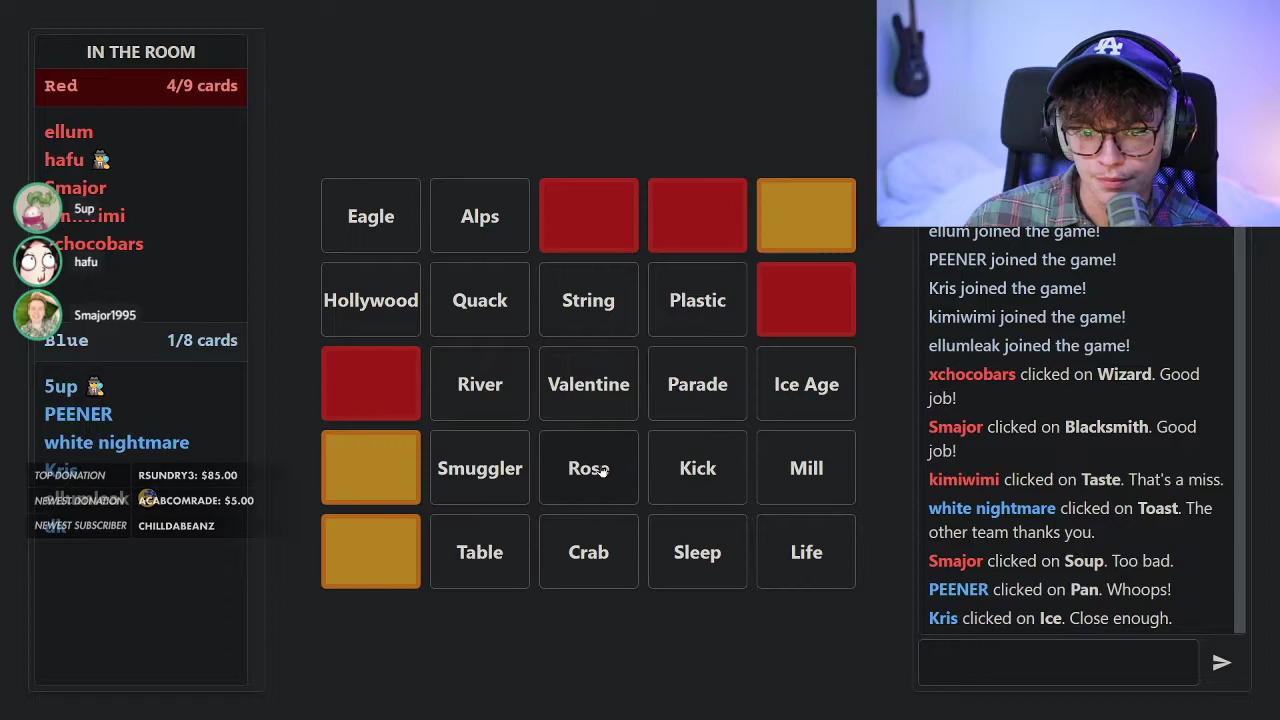 IN THE ROOM
Red 4/9 cards
ellum
hafu
Smajor
xchocobars
5up
hafu
Smajor1995
Blue 1/8 cards
5up
PEENER
white nightmare
Kris
ellumleak
TOP DONATION RSUNDRY3: $85.00
NEWEST DONATION ACABCOMRADE: $5.00
NEWEST SUBSCRIBER CHILLDABEANZ
Eagle Alps
Hollywood Quack String Plastic
River Valentine Parade Ice Age
Smuggler Rose Kick Mill
Table Crab Sleep Life
LA
ellum joined the game!
PEENER joined the game!
Kris joined the game!
kimiwimi joined the game!
ellumleak joined the game!
xchocobars clicked on Wizard. Good
job!
Smajor clicked on Blacksmith. Good
job!
kimiwimi clicked on Taste. That's a miss.
white nightmare clicked on Toast. The
other team thanks you.
Smajor clicked on Soup. Too bad.
PEENER clicked on Pan. Whoops!
Kris clicked on Ice. Close enough.